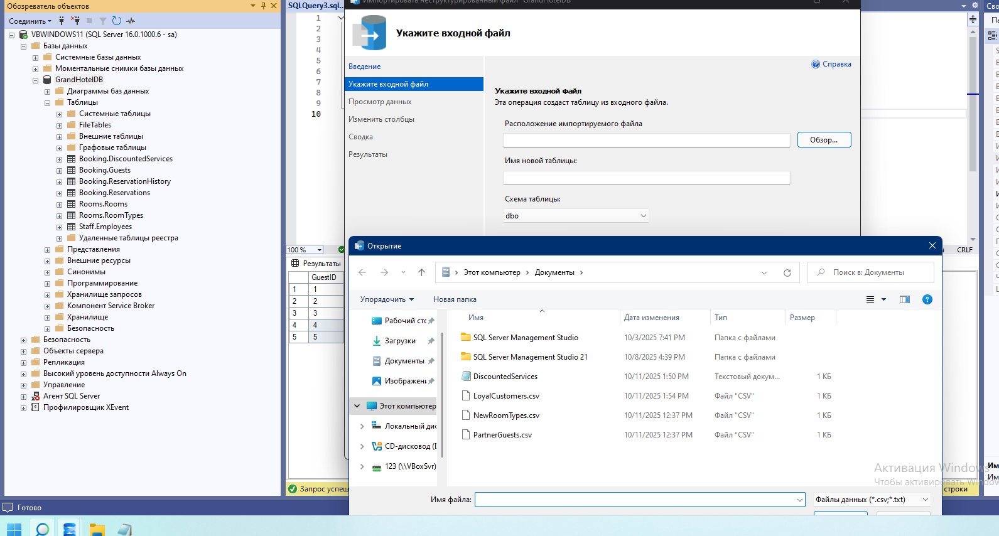 Обозреватель объектов
Соединить
VBWINDOWS11 (SQL Server 16.0.1000.6 - sa)
Базы данных
Системные базы данных
Моментальные снимки базы данных
GrandHotelDB
Диаграммы баз данных
Таблицы
Системные таблицы
FileTables
Внешние таблицы
Графовые таблицы
Booking.DiscountedServices
Booking.Guests
Booking.ReservationHistory
Booking.Reservations
Rooms.Rooms
Rooms.RoomTypes
Staff.Employees
Удаленные таблицы реестра
Представления
Внешние ресурсы
Синонимы
Программирование
Хранилище запросов
Компонент Service Broker
Хранилище
Безопасность
Безопасность
Объекты сервера
Репликация
Высокий уровень доступности Always On
Управление
Агент SQL Server
Профилировщик XEvent
SQLQuery3.sql...
1
2
3
4
5
6
7
8
9
10
100 %
Результаты
GuestID
1 1
2 2
3 3
4 4
5 5
Запрос успеш
Импортировать неструктурированный файл "GrandHotelDB"
Укажите входной файл
Введение
Укажите входной файл
Просмотр данных
Изменить столбцы
Сводка
Результаты
Справка
Укажите входной файл
Эта операция создаст таблицу из входного файла.
Расположение импортируемого файла
Обзор...
Имя новой таблицы:
Схема таблицы:
dbo
Открытие
Этот компьютер › Документы ›
Поиск в: Документы
Упорядочить
Новая папка
Рабочий сто
Загрузки
Документы
Изображени
Этот компьютер
Локальный дис
CD-дисковод (D
123 (\\VBoxSvr)
Имя Дата изменения Тип Размер
SQL Server Management Studio 10/3/2025 7:41 PM Папка с файлами
SQL Server Management Studio 21 10/8/2025 4:39 PM Папка с файлами
DiscountedServices 10/11/2025 1:50 PM Текстовый докум... 1 КБ
LoyalCustomers.csv 10/11/2025 1:54 PM Файл "CSV" 1 КБ
NewRoomTypes.csv 10/11/2025 12:37 PM Файл "CSV" 1 КБ
PartnerGuests.csv 10/11/2025 12:37 PM Файл "CSV" 1 КБ
Имя файла:
Файлы данных (*.csv;*.txt)
CRLF
Сво
Па
Активация Windows
Чтобы активировать Window
строки
Им
Им
Готово